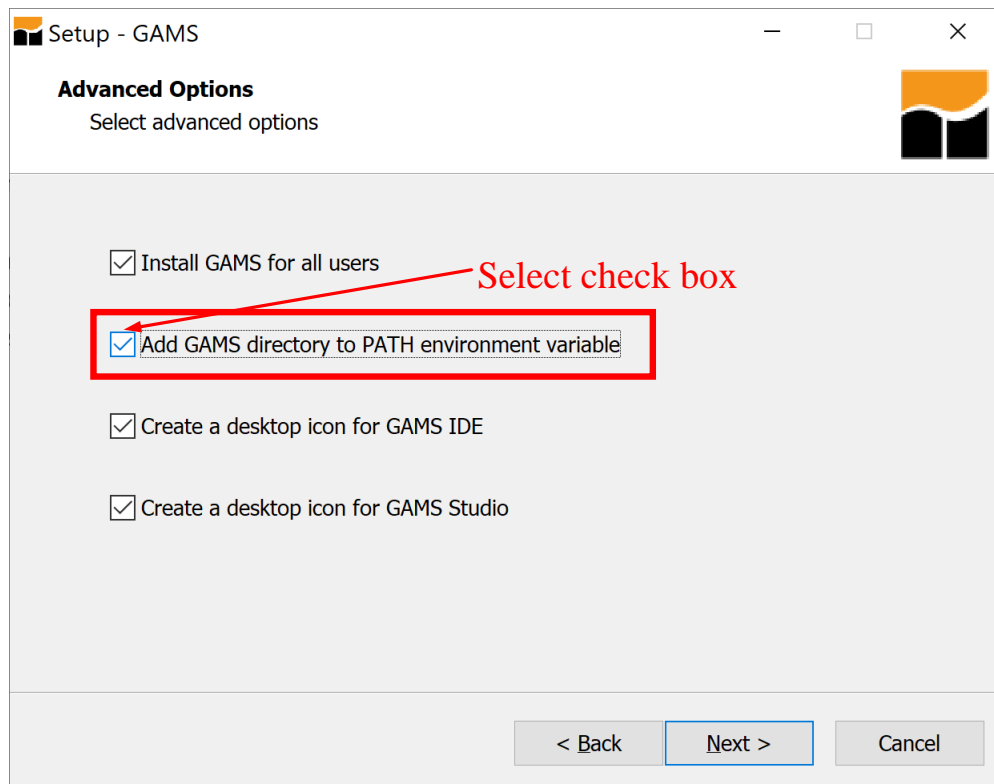 Setup - GAMS
Advanced Options
Select advanced options
Install GAMS for all users
Select check box
Add GAMS directory to PATH environment variable
Create a desktop icon for GAMS IDE
Create a desktop icon for GAMS Studio
< Back Next > Cancel